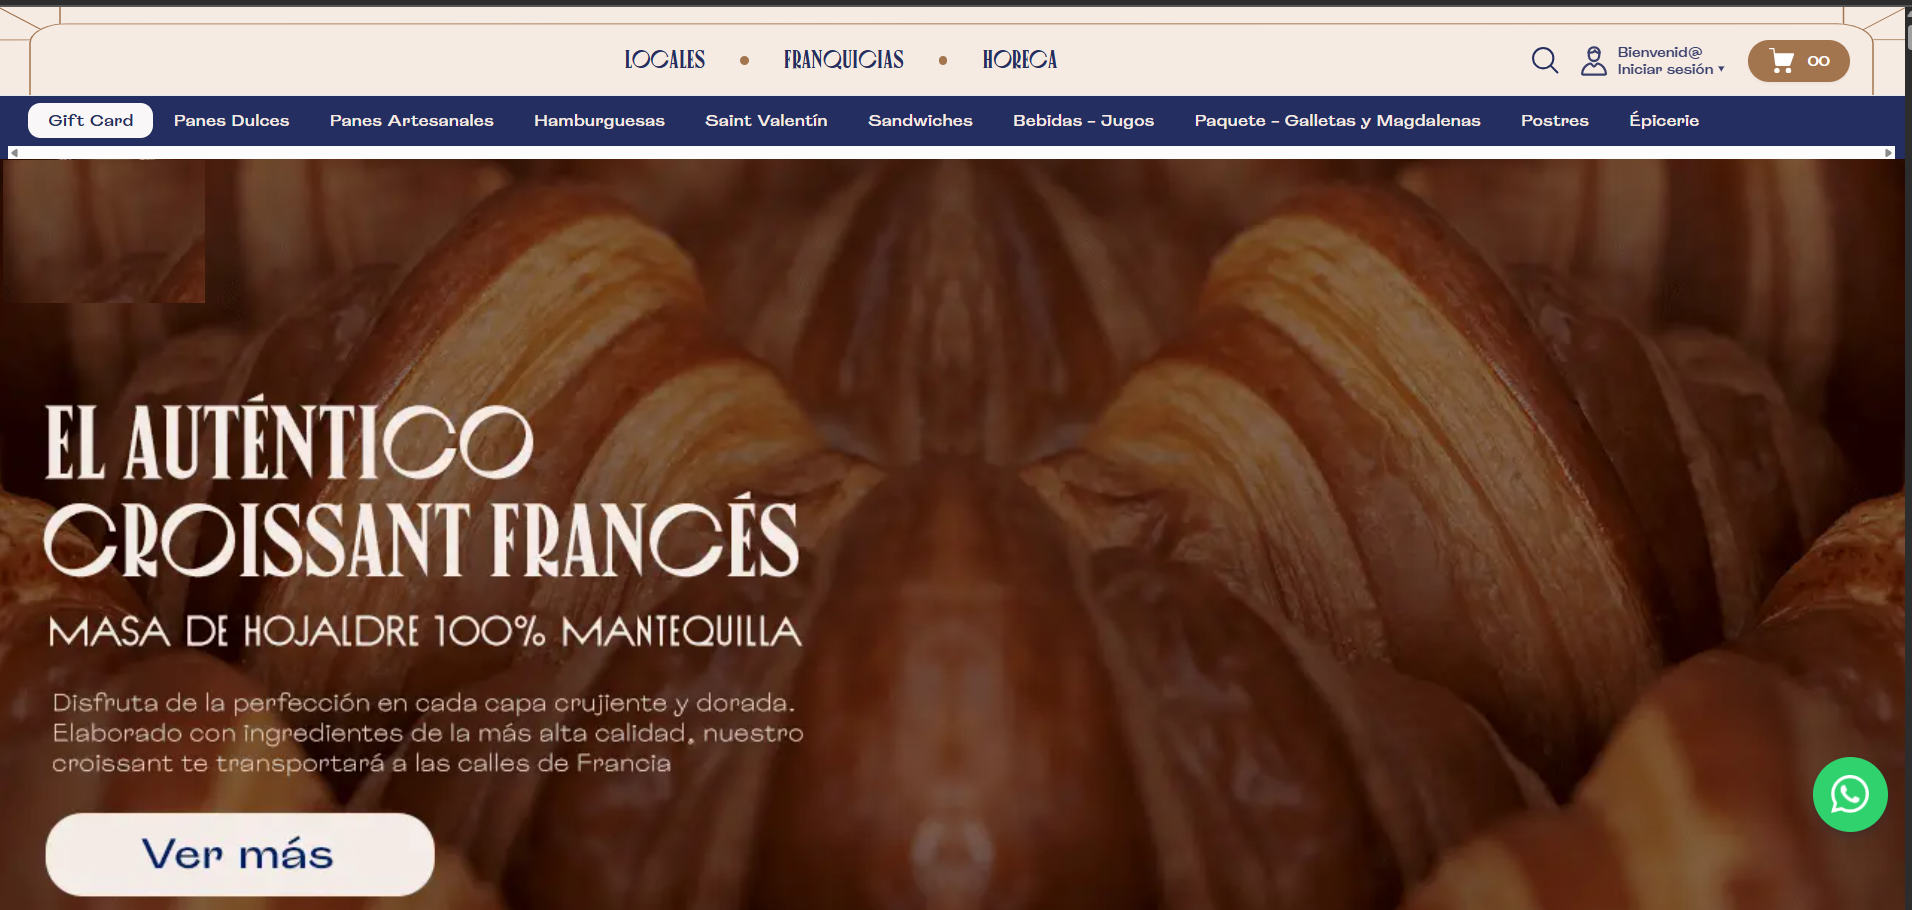 LOCALES • FRANQUICIAS • HORECA
Bienvenid@
Iniciar sesión ▾
00
Gift Card Panes Dulces Panes Artesanales Hamburguesas Saint Valentín Sandwiches Bebidas - Jugos Paquete - Galletas y Magdalenas Postres Épicerie
EL AUTÉNTICO
CROISSANT FRANCÉS
MASA DE HOJALDRE 100% MANTEQUILLA
Disfruta de la perfección en cada capa crujiente y dorada.
Elaborado con ingredientes de la más alta calidad, nuestro
croissant te transportará a las calles de Francia
Ver más